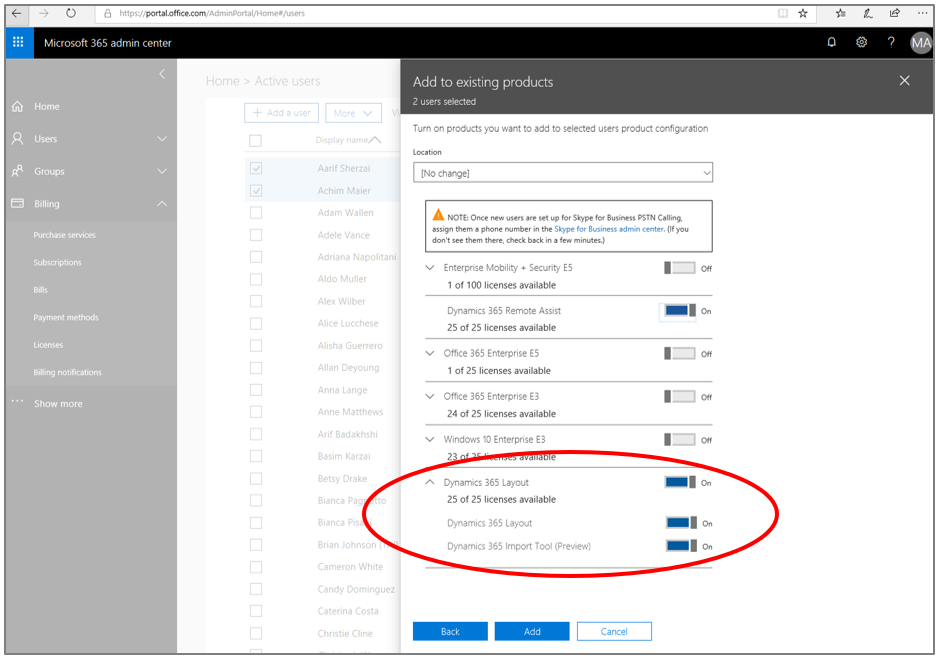 https://portal.office.com/AdminPortal/Home#/users
Microsoft 365 admin center
MA
Home
Users
Groups
Billing
Purchase services
Subscriptions
Bills
Payment methods
Licenses
Billing notifications
Show more
Home > Active users
+ Add a user
More
Display name
Aarif Sherzai
Achim Maier
Adam Wallen
Adele Vance
Adriana Napolitani
Aldo Muller
Alex Wilber
Alice Lucchese
Alisha Guerrero
Allan Deyoung
Anna Lange
Anne Matthews
Arif Badakhshi
Basim Karzai
Betsy Drake
Bianca
Bianca
Brian Johnson
Cameron White
Candy Dominguez
Caterina Costa
Christie Cline
Add to existing products
2 users selected
Turn on products you want to add to selected users product configuration
Location
[No change]
NOTE: Once new users are set up for Skype for Business PSTN Calling,
assign them a phone number in the Skype for Business admin center. (If you
don't see them there, check back in a few minutes.)
Enterprise Mobility + Security E5 Off
1 of 100 licenses available
Dynamics 365 Remote Assist On
25 of 25 licenses available
Office 365 Enterprise E5 Off
1 of 25 licenses available
Office 365 Enterprise E3 Off
24 of 25 licenses available
Windows 10 Enterprise E3 Off
23 of 25 licenses available
Dynamics 365 Layout On
25 of 25 licenses available
Dynamics 365 Layout On
Dynamics 365 Import Tool (Preview) On
Back
Add
Cancel